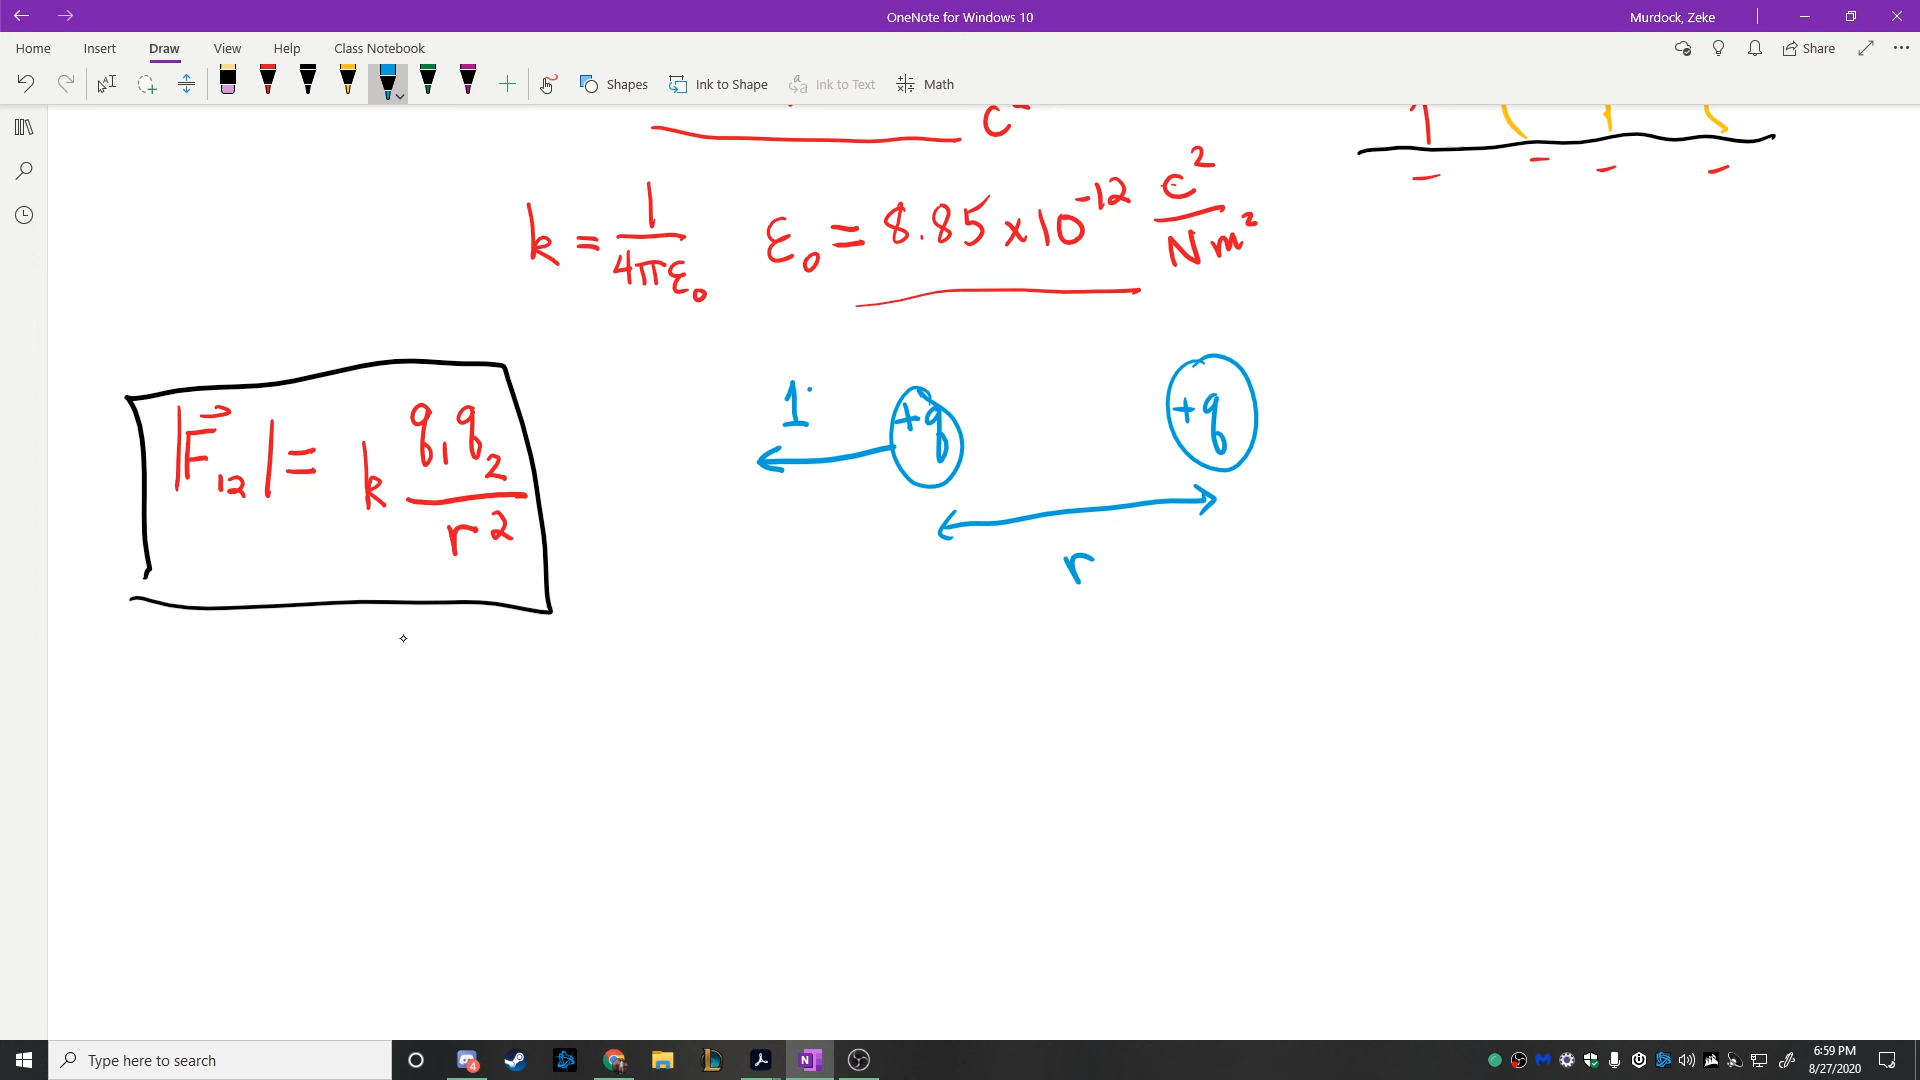 OneNote for Windows 10
Murdock, Zeke
Home Insert Draw View Help Class Notebook
Share
Shapes Ink to Shape Ink to Text Math
k = 1/4πε₀ ε₀ = 8.85 x 10⁻¹² C²/Nm²
|F⃗₁₂| = k q₁q₂/r²
1
+q
+q
r
Type here to search
4
6:59 PM
8/27/2020